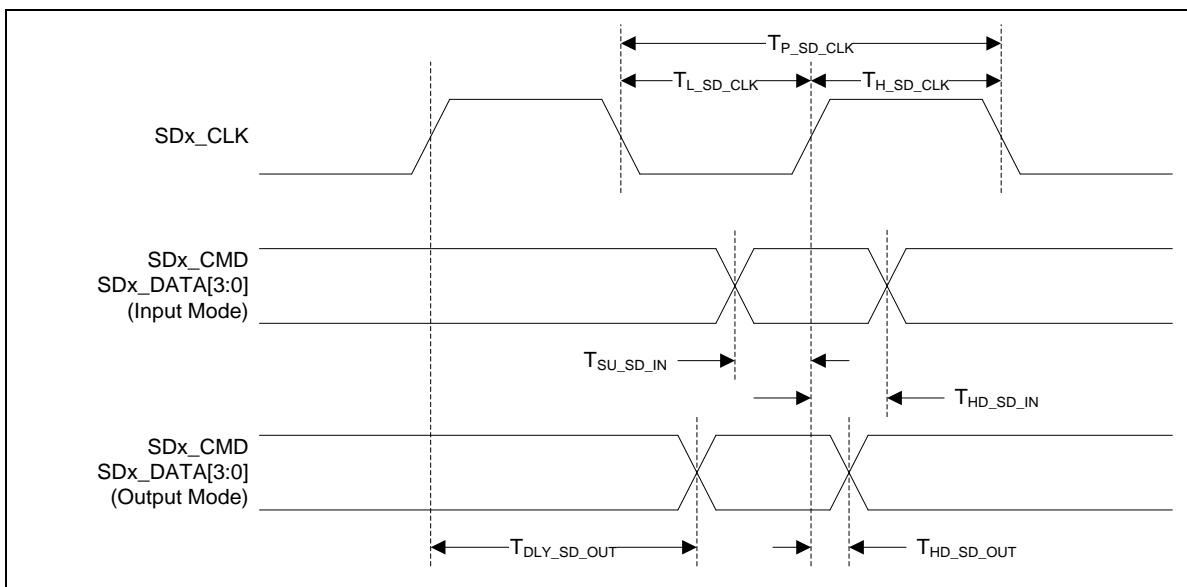 T_P_SD_CLK
T_L_SD_CLK
T_H_SD_CLK
SDx_CLK
SDx_CMD
SDx_DATA[3:0]
(Input Mode)
T_SU_SD_IN
T_HD_SD_IN
SDx_CMD
SDx_DATA[3:0]
(Output Mode)
T_DLY_SD_OUT
T_HD_SD_OUT